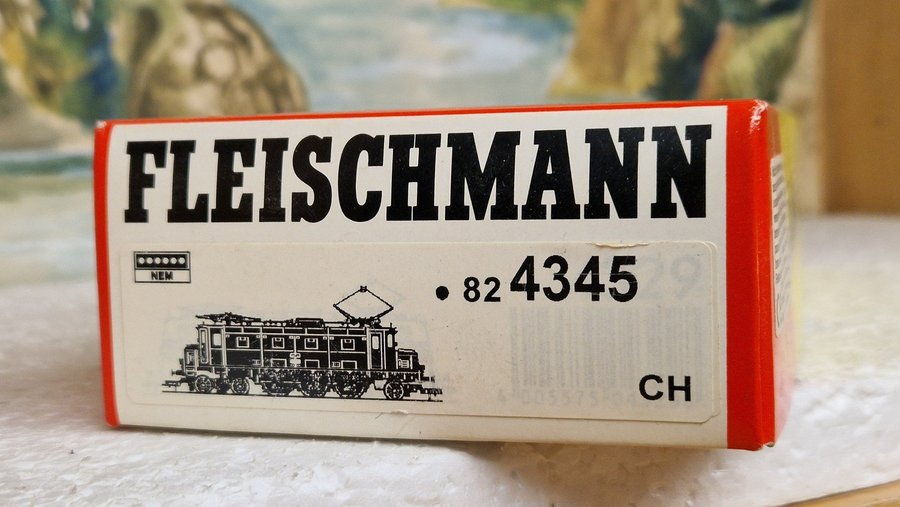 FLEISCHMANN
NEM
• 82 4345
CH